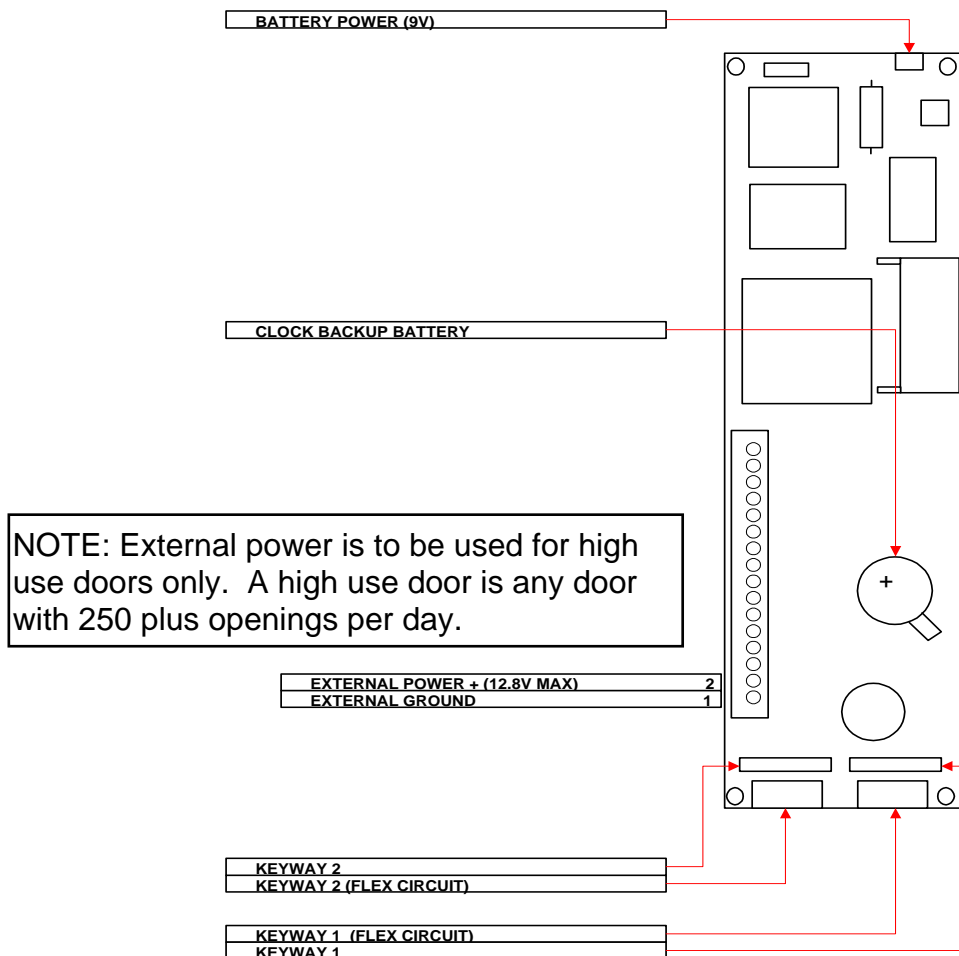 BATTERY POWER (9V)
CLOCK BACKUP BATTERY
NOTE: External power is to be used for high
use doors only. A high use door is any door
with 250 plus openings per day.
+
EXTERNAL POWER + (12.8V MAX) 2
EXTERNAL GROUND 1
KEYWAY 2
KEYWAY 2 (FLEX CIRCUIT)
KEYWAY 1 (FLEX CIRCUIT)
KEYWAY 1